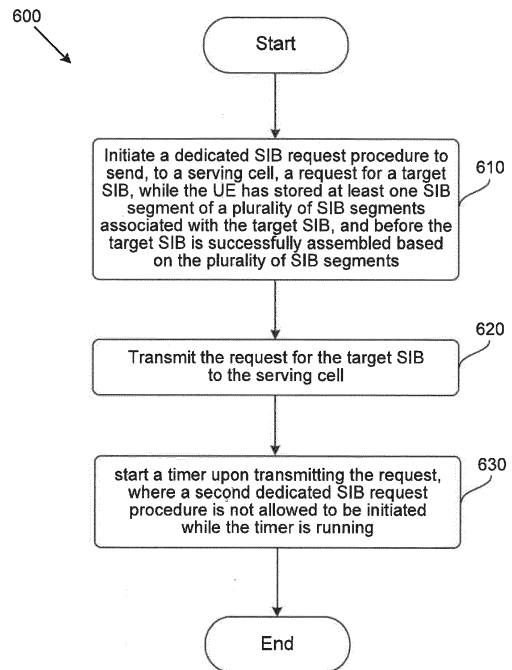 600
Start
Initiate a dedicated SIB request procedure to
send, to a serving cell, a request for a target
SIB, while the UE has stored at least one SIB
segment of a plurality of SIB segments
associated with the target SIB, and before the
target SIB is successfully assembled based
on the plurality of SIB segments
610
Transmit the request for the target SIB
to the serving cell
620
start a timer upon transmitting the request,
where a second dedicated SIB request
procedure is not allowed to be initiated
while the timer is running
630
End